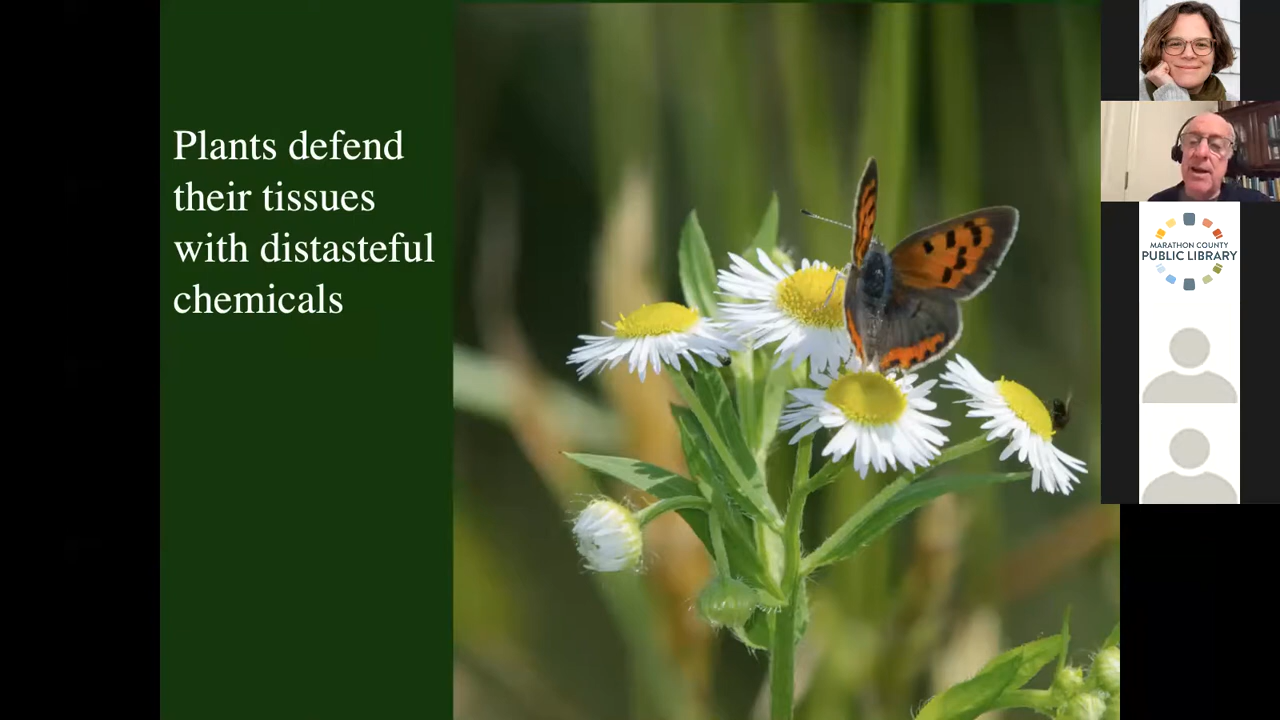 Plants defend
their tissues
with distasteful
chemicals
MARATHON COUNTY
PUBLIC LIBRARY